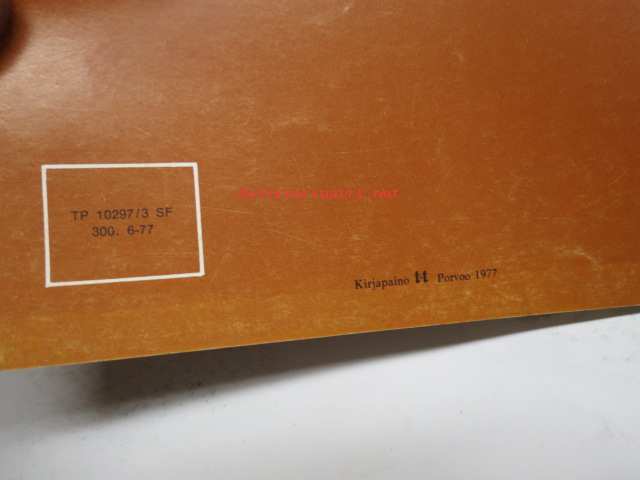 TP 10297/3 SF
300. 6-77
Kirjapaino t-t Porvoo 1977